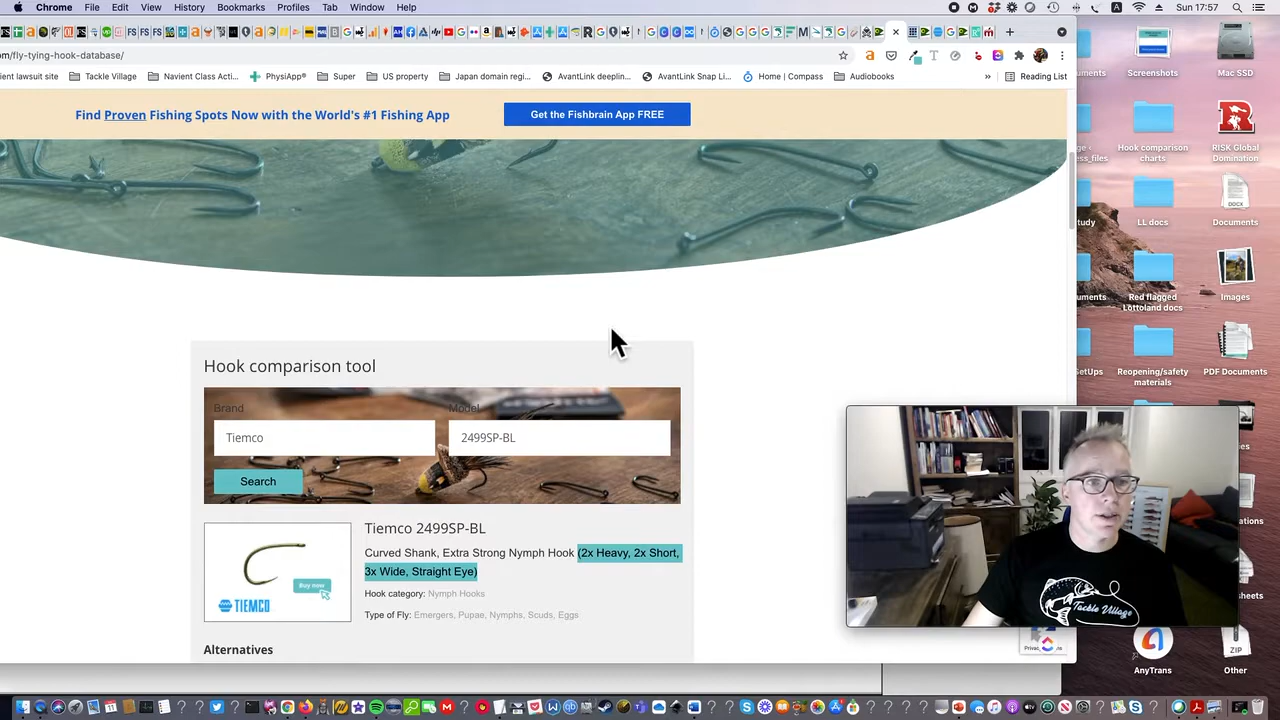 Chrome File Edit View History Bookmarks Profiles Tab Window Help
Sun 17:57
om/fly-tying-hook-database/
ient lawsuit site
Tackle Village
Navient Class Acti...
PhysiApp®
Super
US property
Japan domain regi...
AvantLink deeplin...
AvantLink Snap Li...
Home | Compass
Audiobooks
»
Reading List
Find Proven Fishing Spots Now with the World's #1 Fishing App
Get the Fishbrain App FREE
Hook comparison tool
Brand
Model
Tiemco
2499SP-BL
Search
Tiemco 2499SP-BL
Curved Shank, Extra Strong Nymph Hook (2x Heavy, 2x Short,
3x Wide, Straight Eye)
Hook category: Nymph Hooks
Type of Fly: Emergers, Pupae, Nymphs, Scuds, Eggs
Buy now
TIEMCO
Alternatives
uments
Screenshots
Mac SSD
Hook comparison
charts
RISK Global
Domination
LL docs
Documents
Red flagged
Lottoland docs
Images
Reopening/safety
materials
PDF Documents
Tackle Village
AnyTrans
ZIP
Other